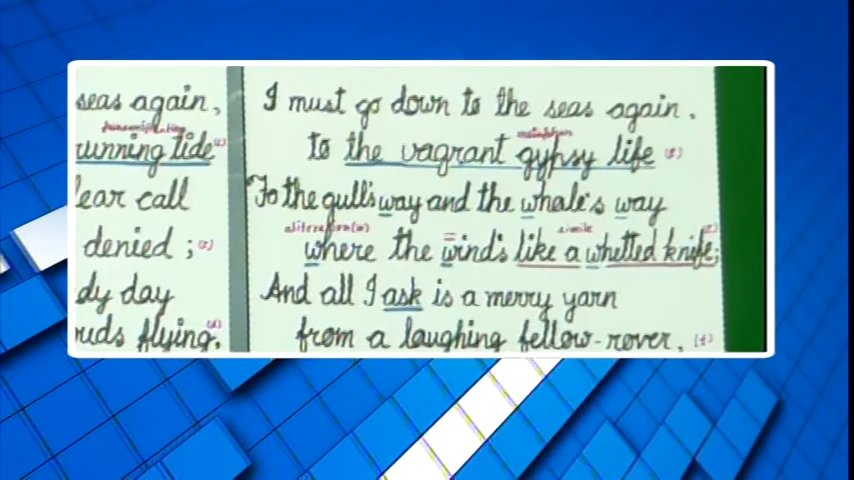 seas again,
running tide
lear call
denied ;
dy day
uds flying.
I must go down to the seas again,
metaphor
to the vagrant gypsy life
To the gull's way and the whale's way
aliteration(w) simile
where the wind's like a whetted knife;
And all I ask is a merry yarn
from a laughing fellow-rover.